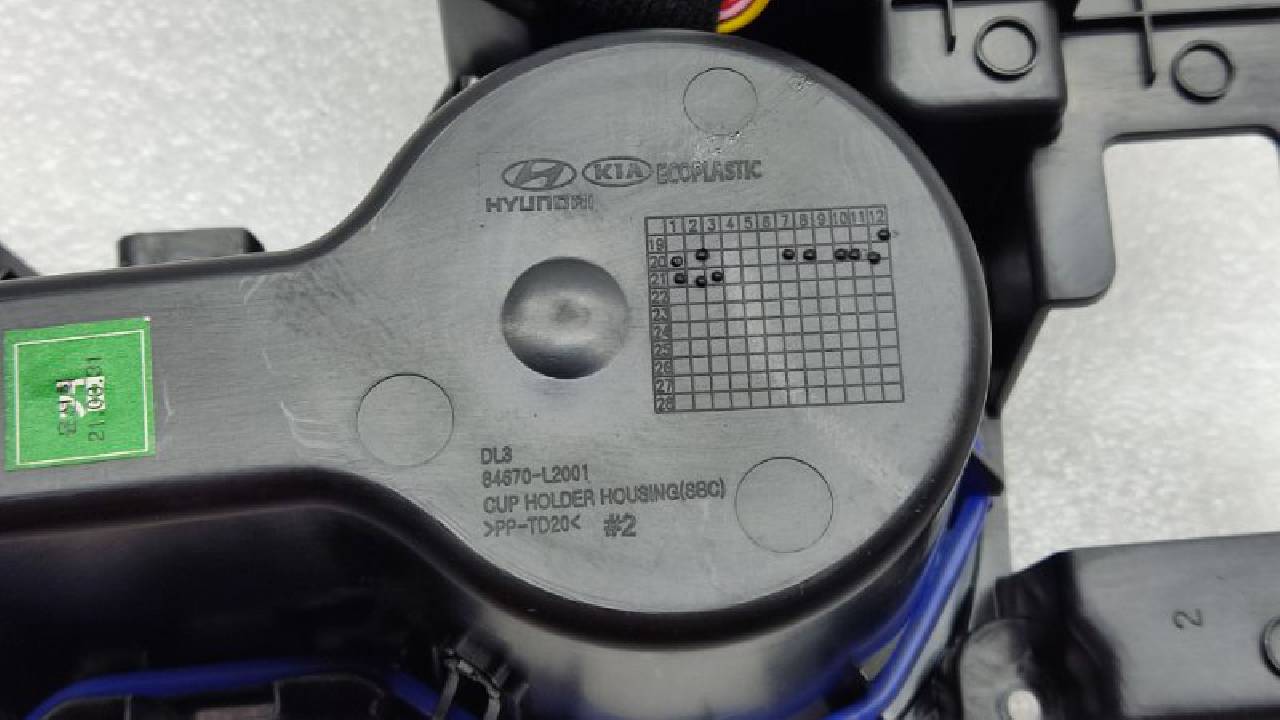 KIA ECOPLASTIC
HYUNDAI
1 2 3 4 5 6 7 8 9 10 11 12
19
20
21
22
23
24
25
26
27
28
DL3
84670-L2001
CUP HOLDER HOUSING(SBC)
>PP-TD20< #2
2